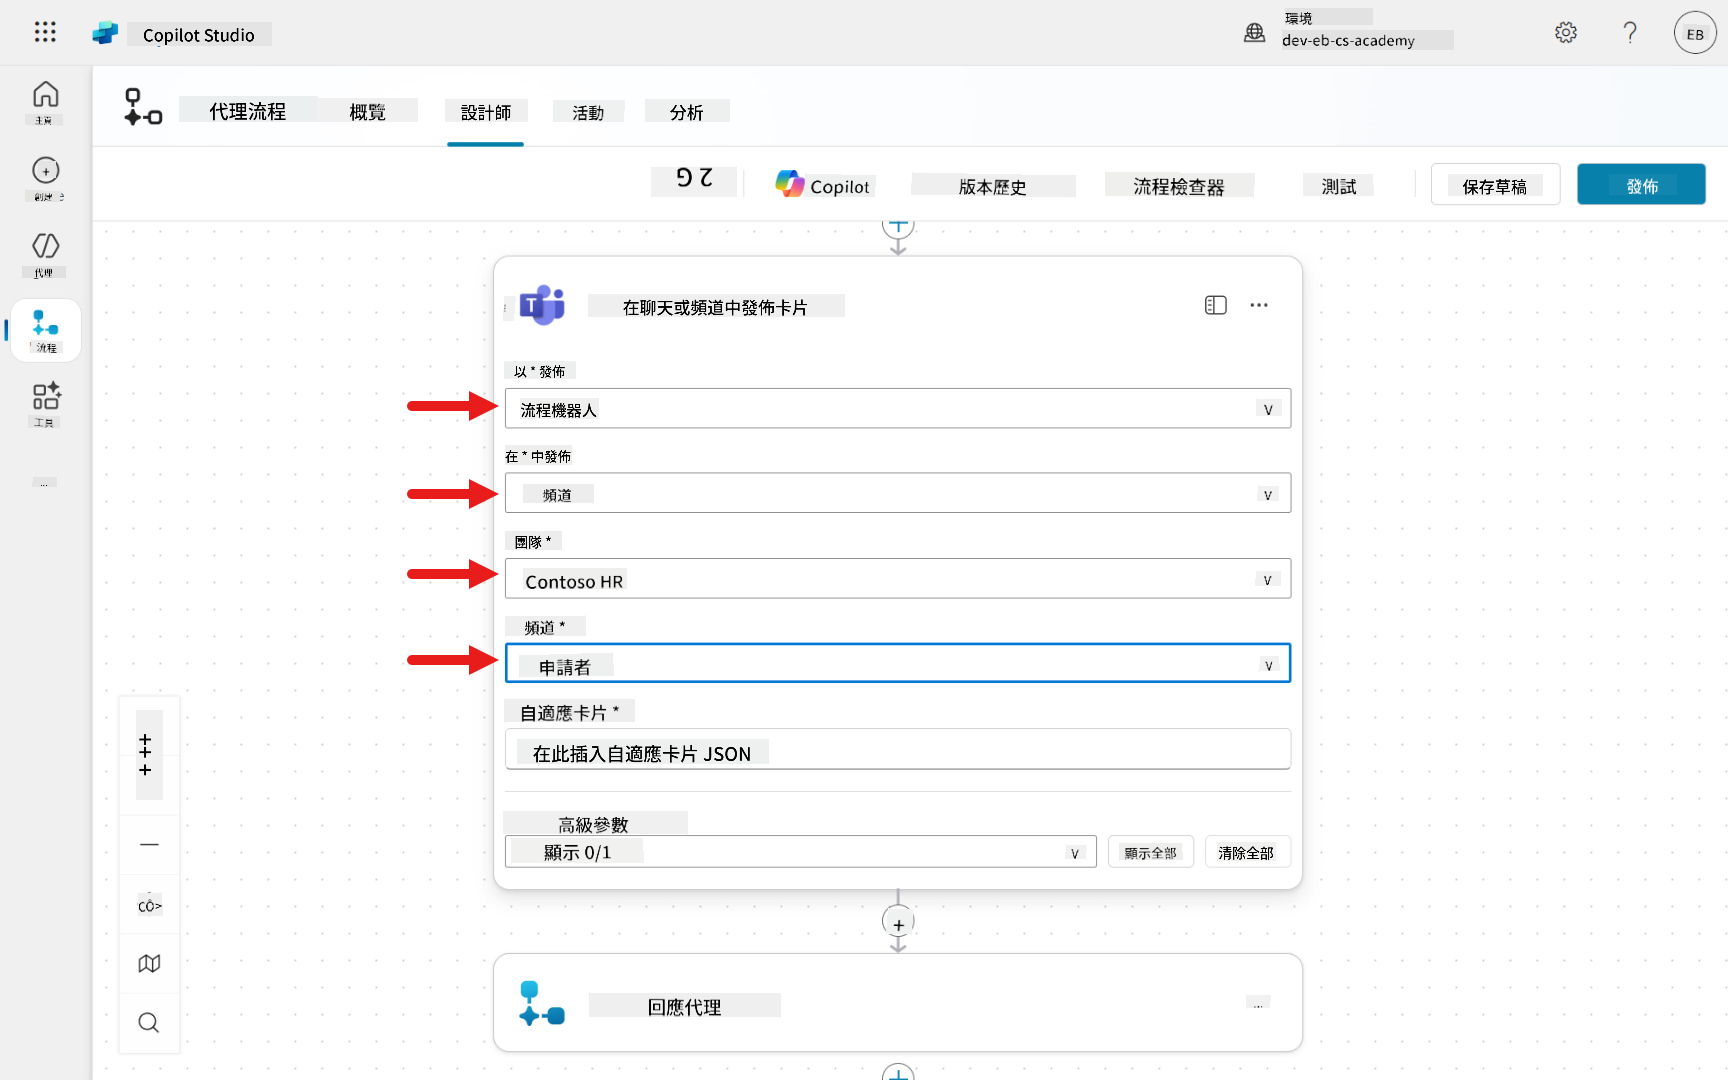 Copilot Studio
環境
dev-eb-cs-academy
EB
主頁
創建
代理
流程
工具
...
代理流程
概覽
設計師
活動
分析
Copilot
版本歷史
流程檢查器
測試
保存草稿
發佈
在聊天或頻道中發佈卡片
以 * 發佈
流程機器人
在 * 中發佈
頻道
團隊 *
Contoso HR
頻道 *
申請者
自適應卡片 *
在此插入自適應卡片 JSON
高級參數
顯示 0/1
顯示全部
清除全部
回應代理